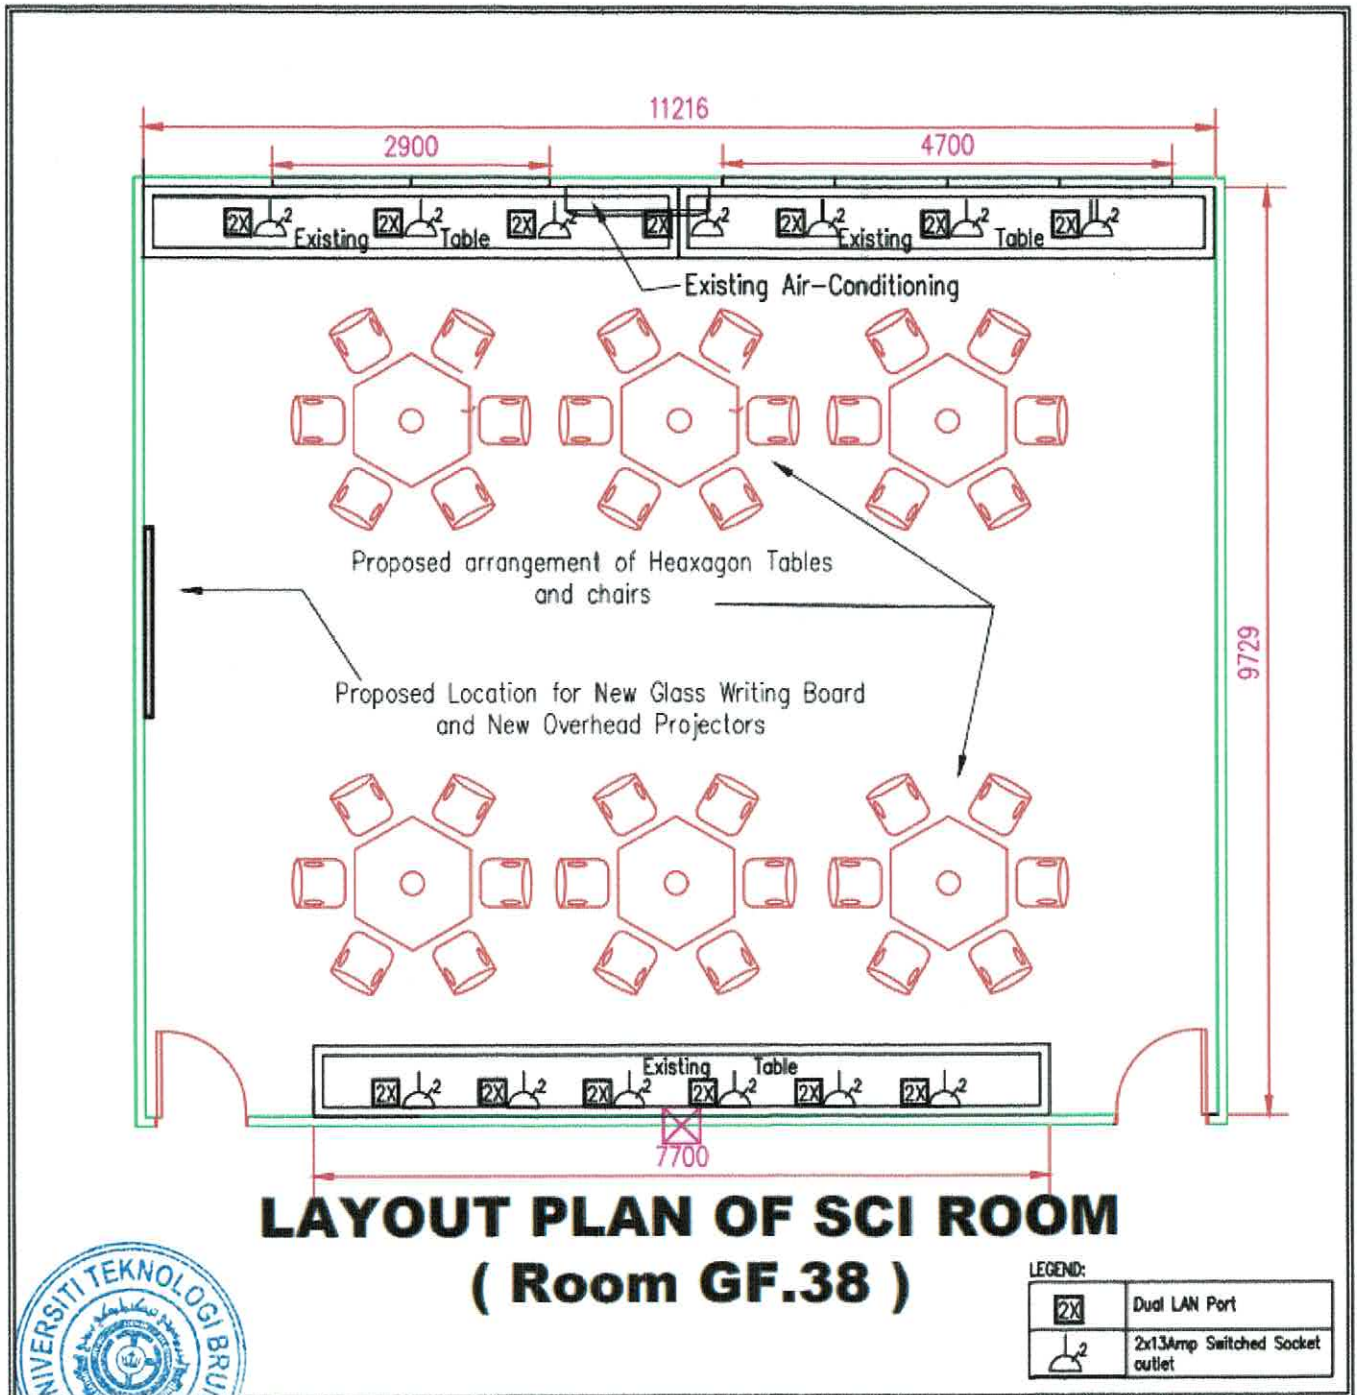 11216
2900
4700
2X 2 2X 2 2X 2 2X 2 2X 2 2X 2 2X 2
Existing Table Existing Table
Existing Air-Conditioning
Proposed arrangement of Heaxagon Tables
and chairs
9729
Proposed Location for New Glass Writing Board
and New Overhead Projectors
Existing Table
2X 2 2X 2 2X 2 2X 2 2X 2 2X 2
7700
LAYOUT PLAN OF SCI ROOM
( Room GF.38 )
LEGEND:
2X Dual LAN Port
2 2x13Amp Switched Socket
outlet
NIVERSITI TEKNOLOGI BRU